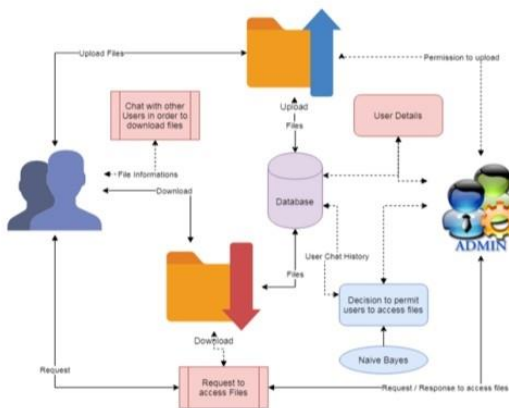 Upload Files
Permission to upload
Chat with other
Users in order to
download files
Upload
Files
User Details
File Informations
Download
Database
ADMIN
User Chat History
Files
Decision to permit
users to access files
Download
Naive Bayes
Request
Request to
access Files
Request / Response to access files